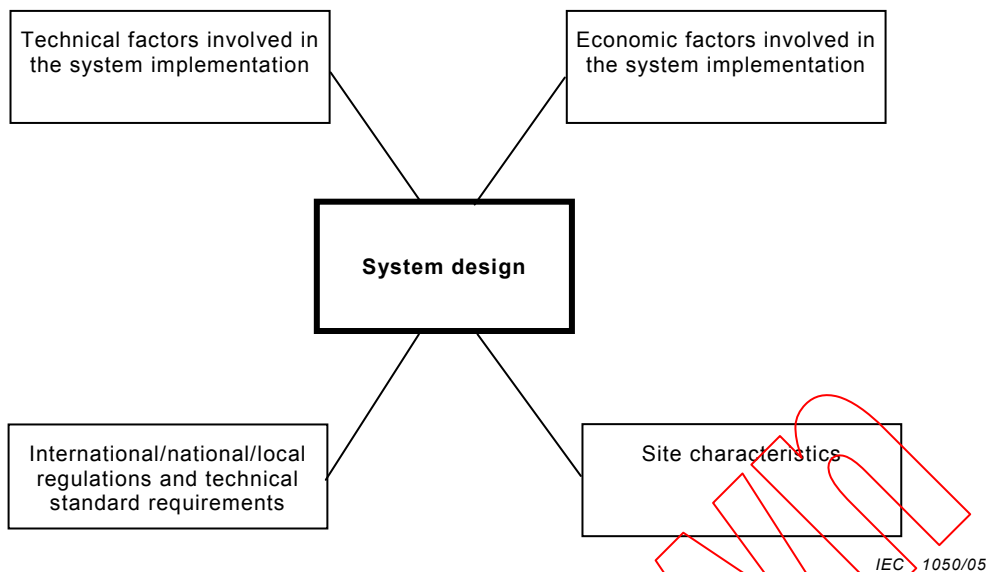 Technical factors involved in
the system implementation
Economic factors involved in
the system implementation
System design
International/national/local
regulations and technical
standard requirements
Site characteristics
IEC 1050/05